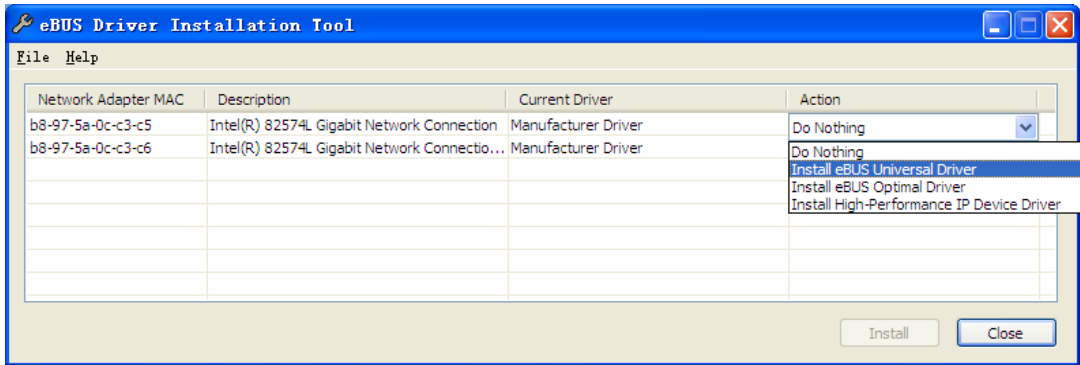 eBUS Driver Installation Tool
File Help
Network Adapter MAC Description Current Driver Action
b8-97-5a-0c-c3-c5 Intel(R) 82574L Gigabit Network Connection Manufacturer Driver Do Nothing
b8-97-5a-0c-c3-c6 Intel(R) 82574L Gigabit Network Connectio... Manufacturer Driver
Do Nothing
Install eBUS Universal Driver
Install eBUS Optimal Driver
Install High-Performance IP Device Driver
Install Close